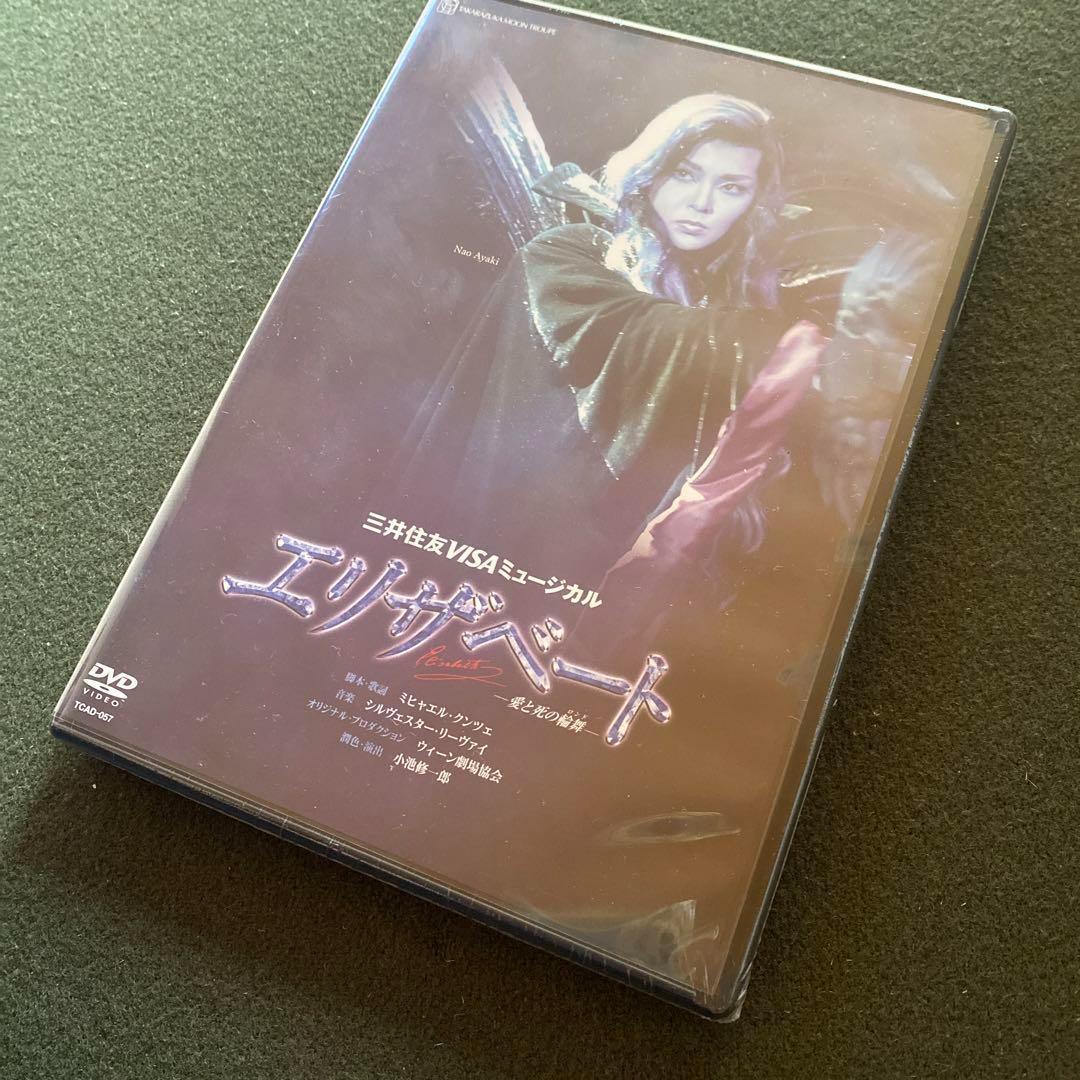 TAKARAZUKA MOON TROUPE
Nao Ayaki
三井住友VISAミュージカル
エリザベート
―愛と死の輪舞―
ロンド
脚本・歌詞 ミヒャエル・クンツェ
音楽 シルヴェスター・リーヴァイ
オリジナル・プロダクション ウィーン劇場協会
潤色・演出 小池修一郎
DVD
VIDEO
TCAD-057